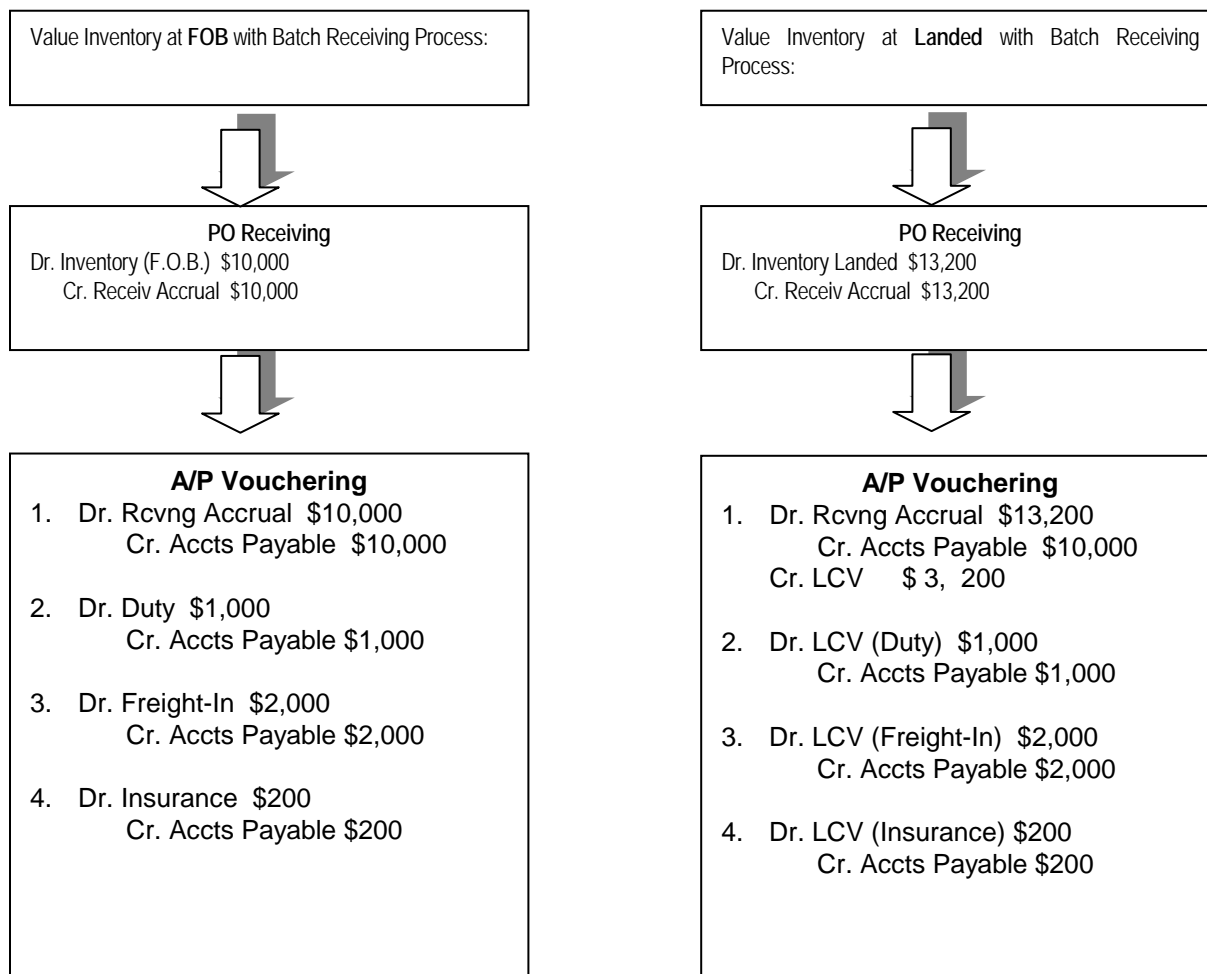 Value Inventory at FOB with Batch Receiving Process:
PO Receiving
Dr. Inventory (F.O.B.) $10,000
Cr. Receiv Accrual $10,000
A/P Vouchering
1. Dr. Rcvng Accrual $10,000
Cr. Accts Payable $10,000
2. Dr. Duty $1,000
Cr. Accts Payable $1,000
3. Dr. Freight-In $2,000
Cr. Accts Payable $2,000
4. Dr. Insurance $200
Cr. Accts Payable $200
Value Inventory at Landed with Batch Receiving
Process:
PO Receiving
Dr. Inventory Landed $13,200
Cr. Receiv Accrual $13,200
A/P Vouchering
1. Dr. Rcvng Accrual $13,200
Cr. Accts Payable $10,000
Cr. LCV $ 3, 200
2. Dr. LCV (Duty) $1,000
Cr. Accts Payable $1,000
3. Dr. LCV (Freight-In) $2,000
Cr. Accts Payable $2,000
4. Dr. LCV (Insurance) $200
Cr. Accts Payable $200